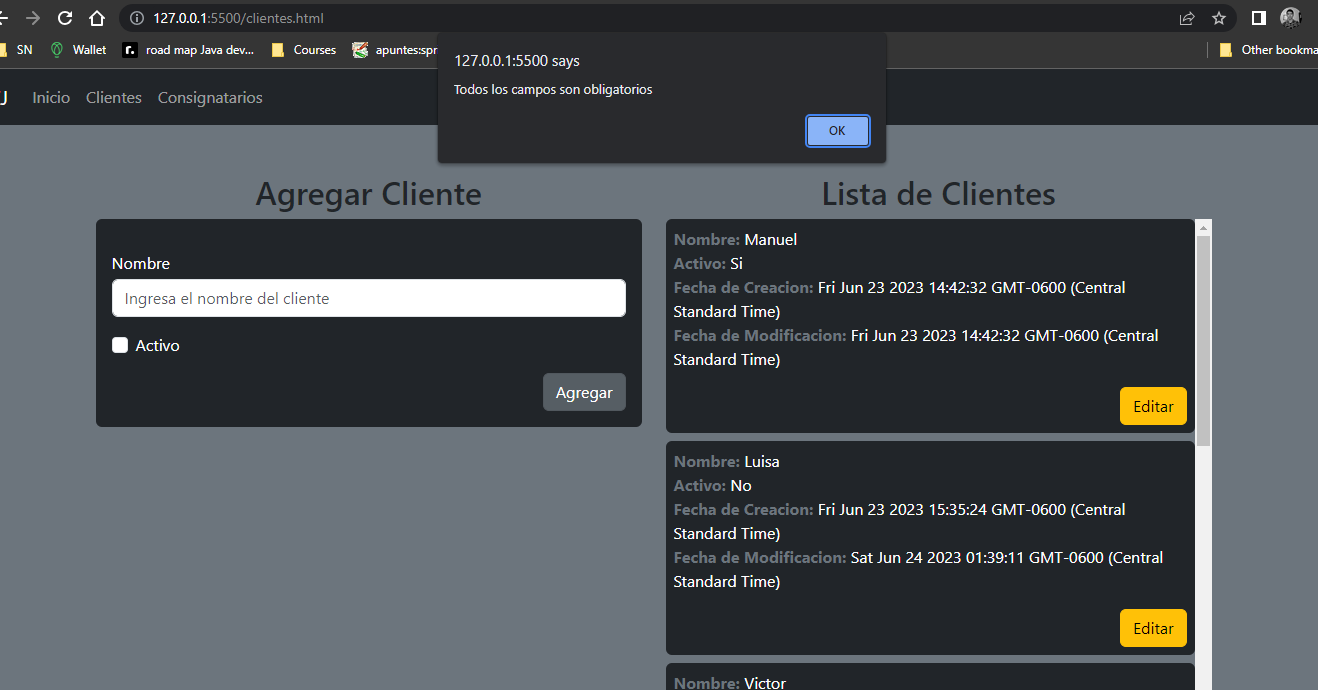 127.0.0.1:5500/clientes.html
SN Wallet r. road map Java dev... Courses apuntes:spr Other bookma
127.0.0.1:5500 says
Todos los campos son obligatorios
OK
J Inicio Clientes Consignatarios
Agregar Cliente
Nombre
Ingresa el nombre del cliente
Activo
Agregar
Lista de Clientes
Nombre: Manuel
Activo: Si
Fecha de Creacion: Fri Jun 23 2023 14:42:32 GMT-0600 (Central
Standard Time)
Fecha de Modificacion: Fri Jun 23 2023 14:42:32 GMT-0600 (Central
Standard Time)
Editar
Nombre: Luisa
Activo: No
Fecha de Creacion: Fri Jun 23 2023 15:35:24 GMT-0600 (Central
Standard Time)
Fecha de Modificacion: Sat Jun 24 2023 01:39:11 GMT-0600 (Central
Standard Time)
Editar
Nombre: Victor